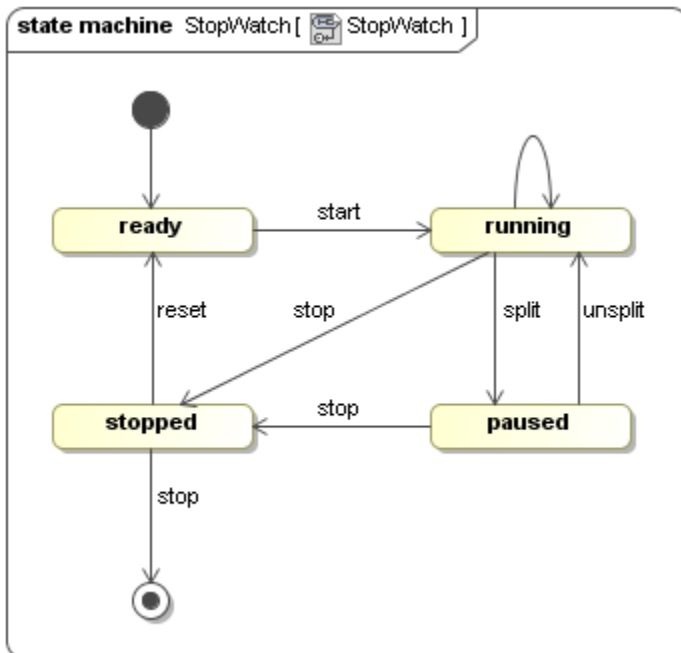 state machine StopWatch [ StopWatch ]
ready
start
running
reset
stop
split
unsplit
stopped
stop
paused
stop